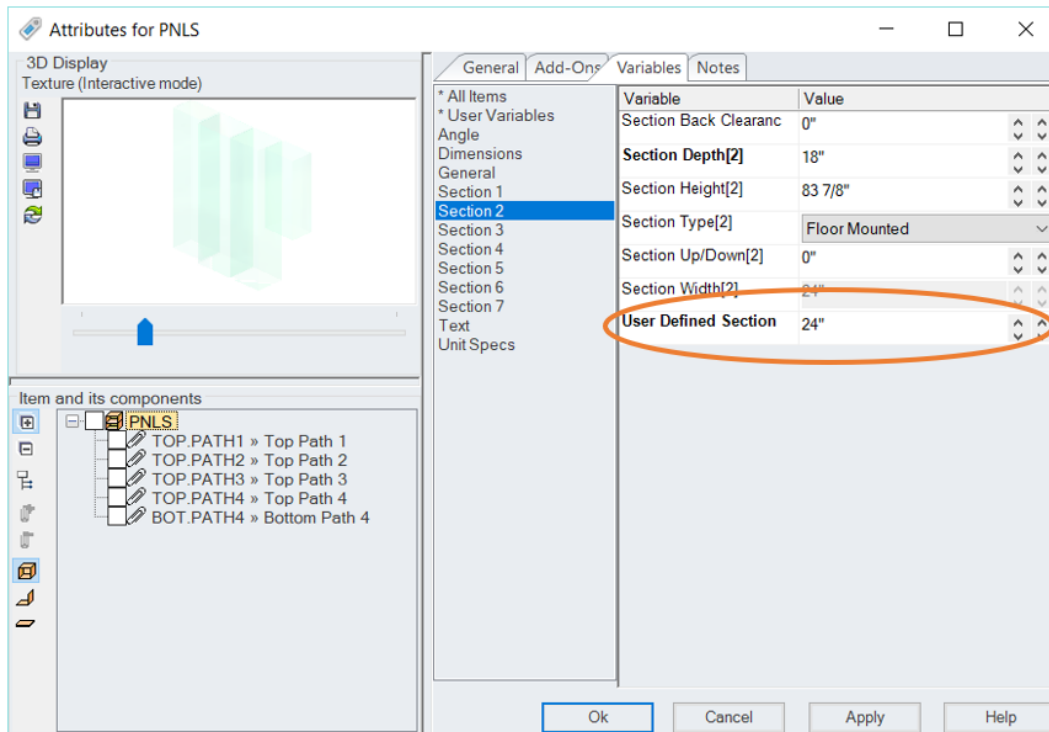 Attributes for PNLS
3D Display
Texture (Interactive mode)
General Add-Ons Variables Notes
* All Items
* User Variables
Angle
Dimensions
General
Section 1
Section 2
Section 3
Section 4
Section 5
Section 6
Section 7
Text
Unit Specs
Variable Value
Section Back Clearanc 0"
Section Depth[2] 18"
Section Height[2] 83 7/8"
Section Type[2] Floor Mounted
Section Up/Down[2] 0"
Section Width[2] 24"
User Defined Section 24"
Item and its components
PNLS
TOP.PATH1 » Top Path 1
TOP.PATH2 » Top Path 2
TOP.PATH3 » Top Path 3
TOP.PATH4 » Top Path 4
BOT.PATH4 » Bottom Path 4
Ok Cancel Apply Help